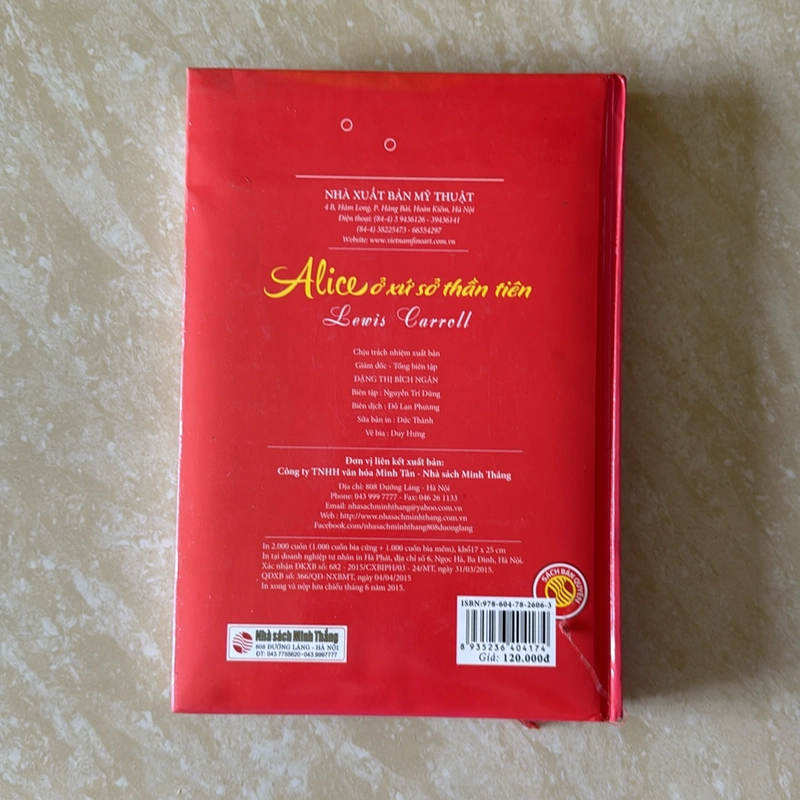 NHÀ XUẤT BẢN MỸ THUẬT
4 B, Hàm Long, P. Hàng Bài, Hoàn Kiếm, Hà Nội
Điện thoại: (84-4) 3 9436126 - 39436141
(84-4) 38225473 - 66554297
Website: www.vietnamfineart.com.vn
Alice ở xứ sở thần tiên
Lewis Carroll
Chịu trách nhiệm xuất bản
Giám đốc - Tổng biên tập
ĐẶNG THỊ BÍCH NGÂN
Biên tập : Nguyễn Trí Dũng
Biên dịch : Đỗ Lan Phương
Sửa bản in : Đức Thành
Vẽ bìa : Duy Hưng
Đơn vị liên kết xuất bản:
Công ty TNHH văn hóa Minh Tân - Nhà sách Minh Thắng
Địa chỉ: 808 Đường Láng - Hà Nội
Phone: 043 999 7777 - Fax: 046 26 1133
Email: nhasachminhthang@yahoo.com.vn
Web : http://www.nhasachminhthang.com.vn
Facebook.com/nhasachminhthang808duonglang
In 2.000 cuốn (1.000 cuốn bìa cứng + 1.000 cuốn bìa mềm), khổ17 x 25 cm
In tại doanh nghiệp tư nhân in Hà Phát, địa chỉ số 6, Ngọc Hà, Ba Đình, Hà Nội.
Xác nhận ĐKXB số: 682 - 2015/CXBIPH/03 - 24/MT, ngày 31/03/2015.
QĐXB số: 366/QĐ-NXBMT, ngày 04/04/2015
In xong và nộp lưu chiểu tháng 6 năm 2015.
SÁCH BẢN QUYỀN
Nhà sách Minh Thắng
808 ĐƯỜNG LÁNG - HÀ NỘI
ĐT: 043.7755620-043.9997777
ISBN:978-604-78-2606-3
8 935236 404174
Giá: 120.000đ